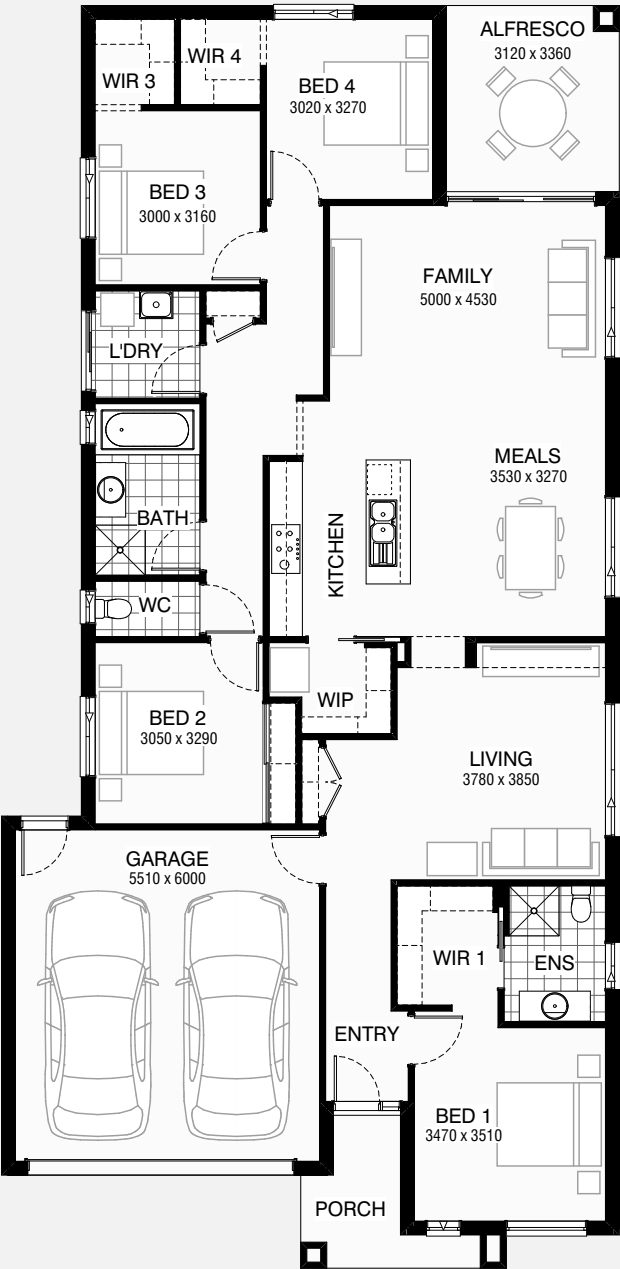 ALFRESCO
3120 x 3360
WIR 3
WIR 4
BED 4
3020 x 3270
BED 3
3000 x 3160
FAMILY
5000 x 4530
L'DRY
MEALS
3530 x 3270
BATH
KITCHEN
WC
WIP
BED 2
3050 x 3290
LIVING
3780 x 3850
GARAGE
5510 x 6000
WIR 1
ENS
ENTRY
BED 1
3470 x 3510
PORCH